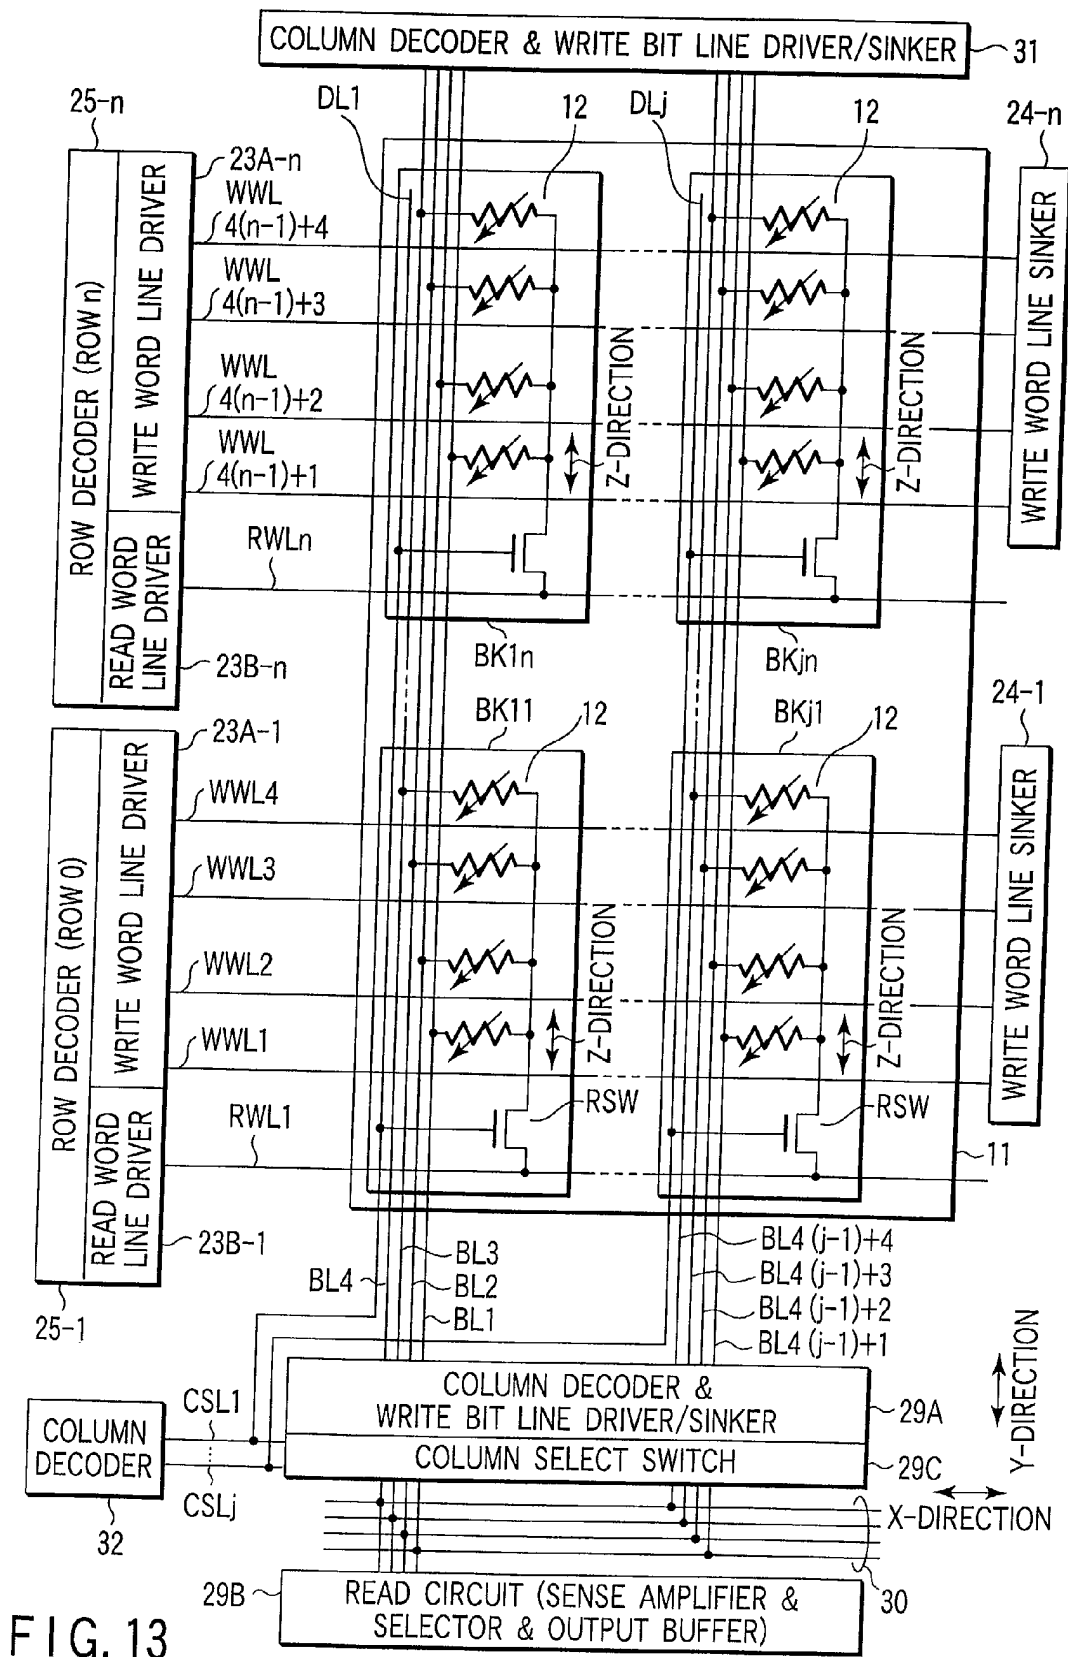 COLUMN DECODER & WRITE BIT LINE DRIVER/SINKER
31
25-n
DL1
12
DLj
12
24-n
ROW DECODER (ROW n)
WRITE WORD LINE DRIVER
READ WORD
LINE DRIVER
23A-n
WWL
4(n-1)+4
WWL
4(n-1)+3
WWL
4(n-1)+2
WWL
4(n-1)+1
RWLn
23B-n
Z-DIRECTION
Z-DIRECTION
WRITE WORD LINE SINKER
BK1n
BKjn
BK11
12
BKj1
12
24-1
ROW DECODER (ROW 0)
WRITE WORD LINE DRIVER
READ WORD
LINE DRIVER
23A-1
WWL4
WWL3
WWL2
WWL1
RWL1
23B-1
25-1
Z-DIRECTION
Z-DIRECTION
RSW
RSW
WRITE WORD LINE SINKER
11
BL4
BL3
BL2
BL1
BL4 (j-1)+4
BL4 (j-1)+3
BL4 (j-1)+2
BL4 (j-1)+1
COLUMN
DECODER
32
CSL1
CSLj
COLUMN DECODER &
WRITE BIT LINE DRIVER/SINKER
29A
COLUMN SELECT SWITCH
29C
Y-DIRECTION
X-DIRECTION
30
29B
READ CIRCUIT (SENSE AMPLIFIER &
SELECTOR & OUTPUT BUFFER)
FIG. 13